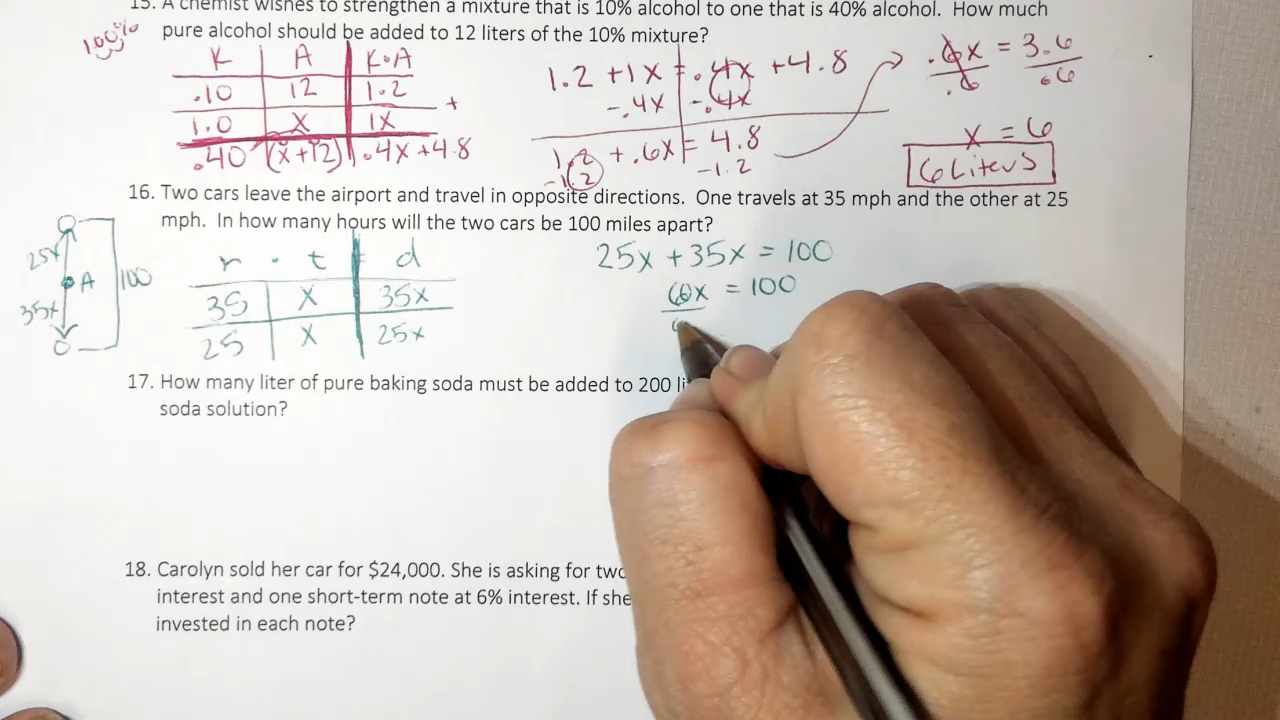 15. A chemist wishes to strengthen a mixture that is 10% alcohol to one that is 40% alcohol. How much
pure alcohol should be added to 12 liters of the 10% mixture?
100%
K A K·A
.10 12 1.2
1.0 x 1x +
.40 (x+12) .4x+4.8
1.2 + 1x = .4x + 4.8
-.4x -.4x
1.2 + .6x = 4.8
-1.2 -1.2
.6x = 3.6
.6 .6
x = 6
6 Liters
16. Two cars leave the airport and travel in opposite directions. One travels at 35 mph and the other at 25
mph. In how many hours will the two cars be 100 miles apart?
25x
A 100
35x
r · t d
35 x 35x
25 x 25x
25x + 35x = 100
60x = 100
17. How many liter of pure baking soda must be added to 200
soda solution?
18. Carolyn sold her car for $24,000. She is asking for two
interest and one short-term note at 6% interest. If she
invested in each note?